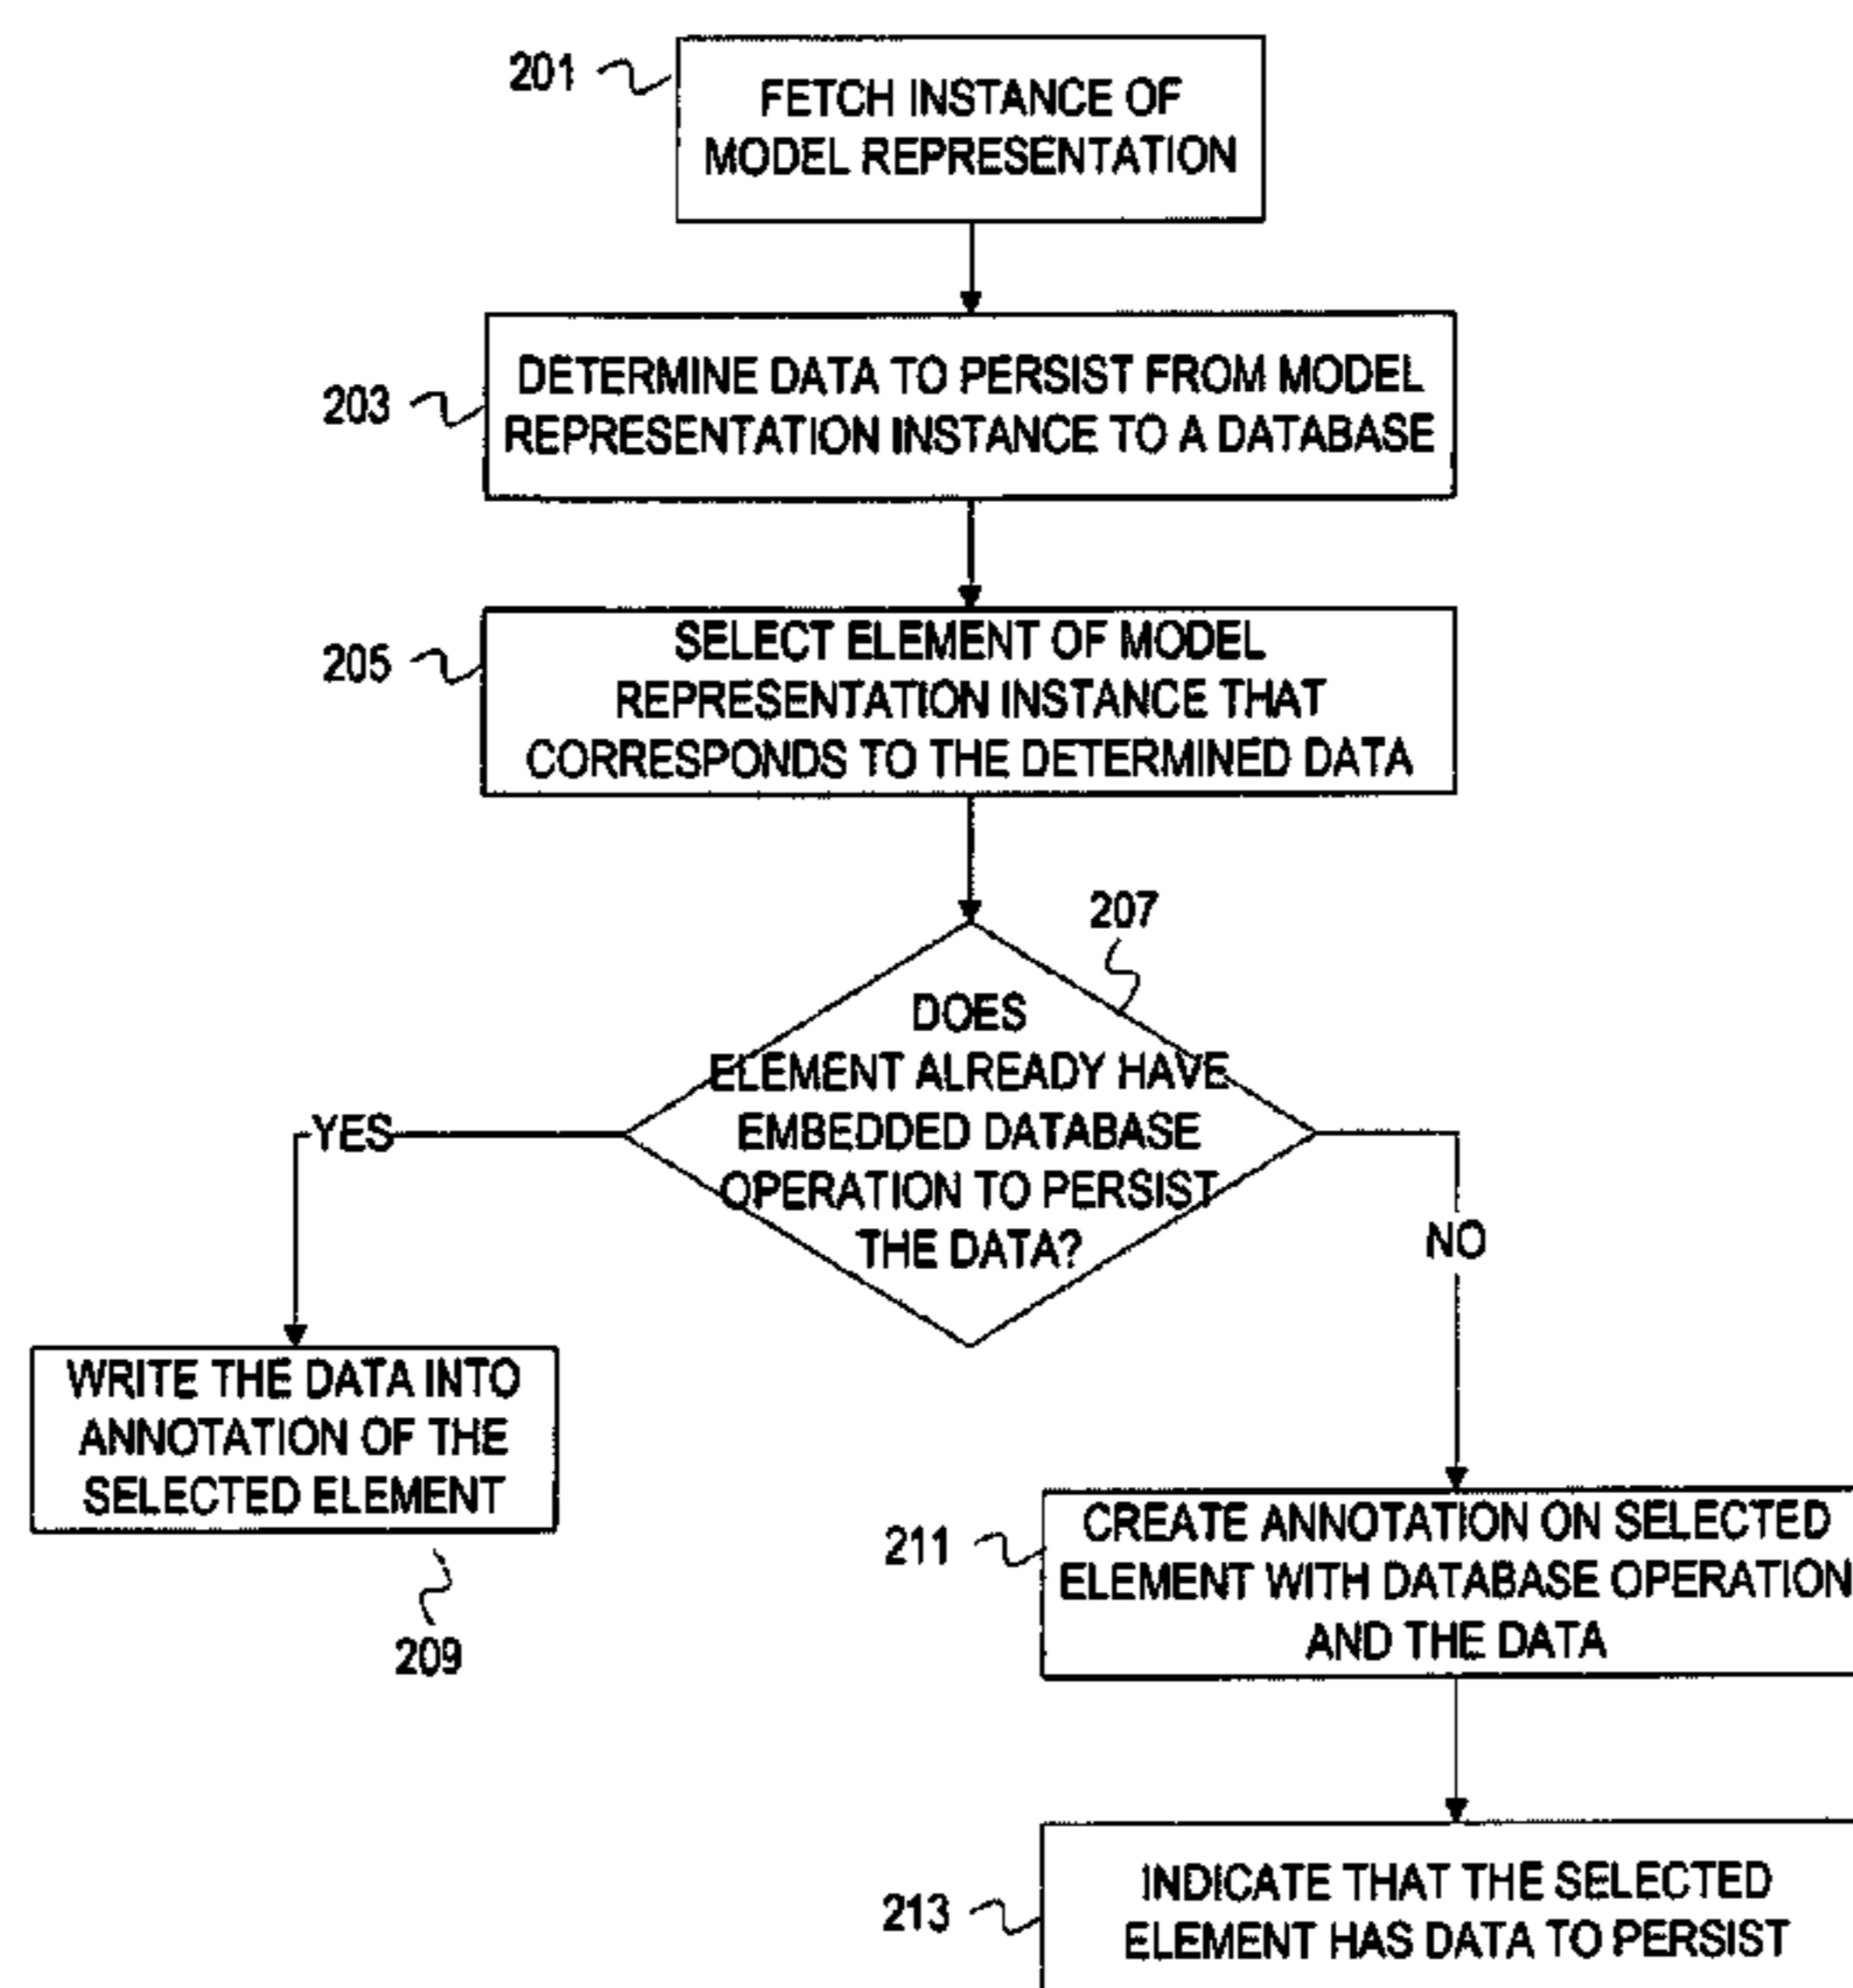 201
FETCH INSTANCE OF
MODEL REPRESENTATION
203
DETERMINE DATA TO PERSIST FROM MODEL
REPRESENTATION INSTANCE TO A DATABASE
205
SELECT ELEMENT OF MODEL
REPRESENTATION INSTANCE THAT
CORRESPONDS TO THE DETERMINED DATA
207
DOES
ELEMENT ALREADY HAVE
EMBEDDED DATABASE
OPERATION TO PERSIST
THE DATA?
YES
NO
WRITE THE DATA INTO
ANNOTATION OF THE
SELECTED ELEMENT
209
211
CREATE ANNOTATION ON SELECTED
ELEMENT WITH DATABASE OPERATION
AND THE DATA
213
INDICATE THAT THE SELECTED
ELEMENT HAS DATA TO PERSIST